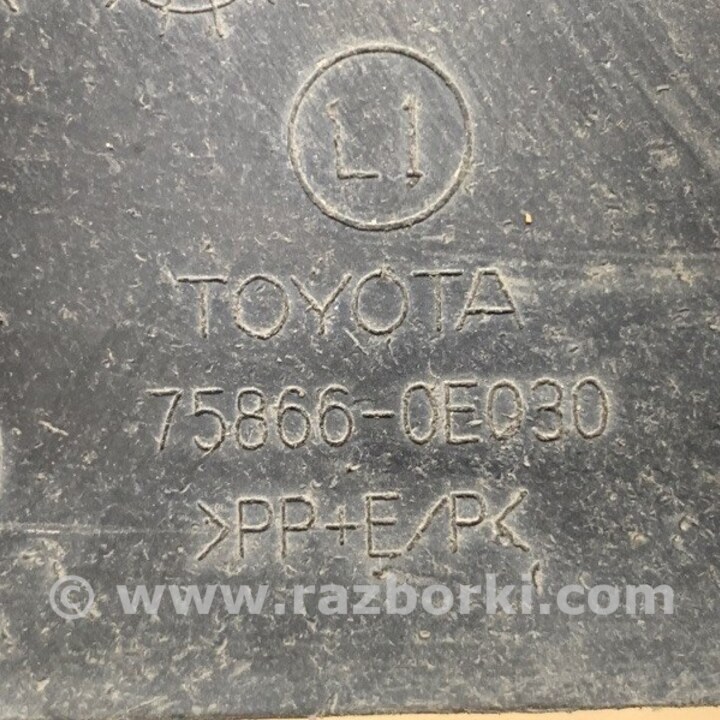 L1
TOYOTA
75866-0E030
>PP+E/P<
© www.razborki.com